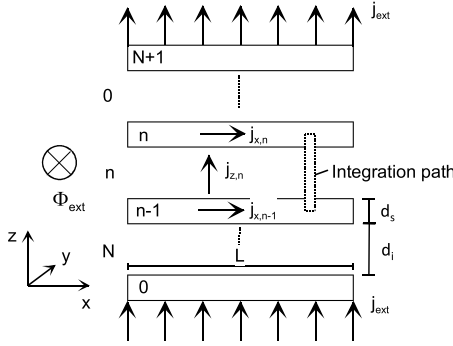 j_ext
N+1
0
n j_x,n
j_z,n
n
Integration path
Φ_ext
n-1 j_x,n-1
d_s
z
y
N
L
d_i
x
0
j_ext